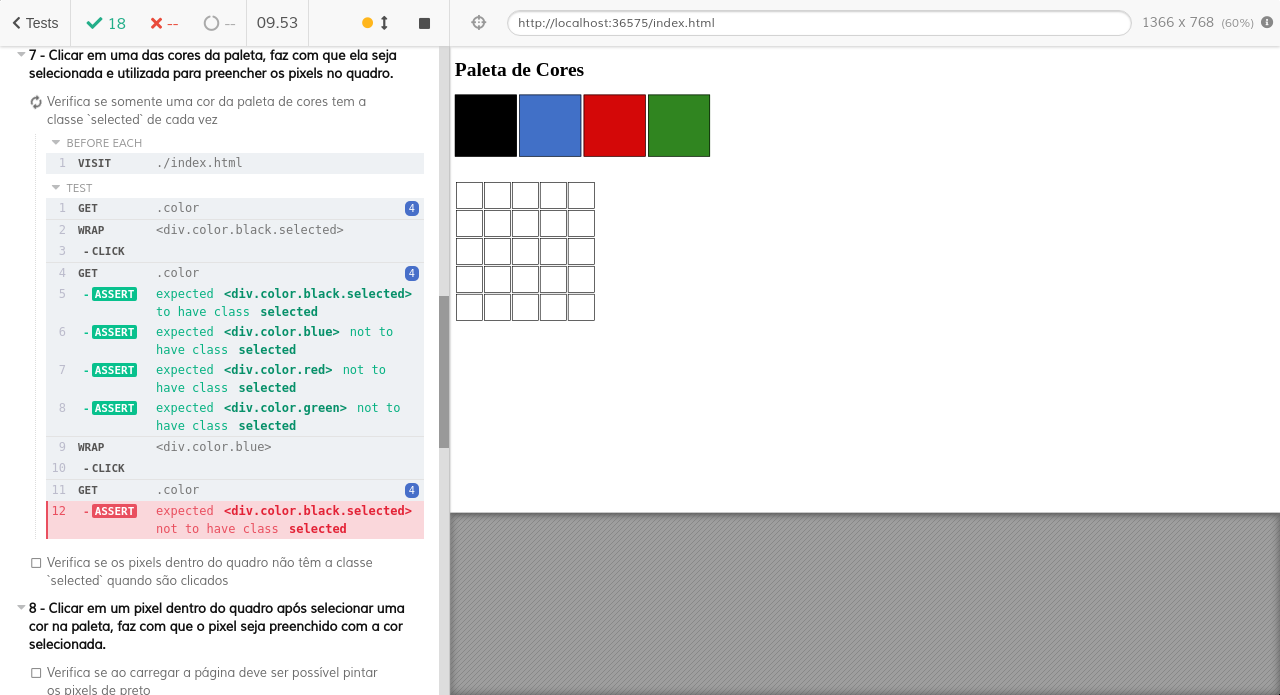 Tests 18 -- -- 09.53 http://localhost:36575/index.html 1366 x 768 (60%)
7 - Clicar em uma das cores da paleta, faz com que ela seja
selecionada e utilizada para preencher os pixels no quadro.
Verifica se somente uma cor da paleta de cores tem a
classe `selected` de cada vez
BEFORE EACH
1 VISIT ./index.html
TEST
1 GET .color 4
2 WRAP <div.color.black.selected>
3 - CLICK
4 GET .color 4
5 - ASSERT expected <div.color.black.selected>
to have class selected
6 - ASSERT expected <div.color.blue> not to
have class selected
7 - ASSERT expected <div.color.red> not to
have class selected
8 - ASSERT expected <div.color.green> not to
have class selected
9 WRAP <div.color.blue>
10 - CLICK
11 GET .color 4
12 - ASSERT expected <div.color.black.selected>
not to have class selected
Verifica se os pixels dentro do quadro não têm a classe
`selected` quando são clicados
8 - Clicar em um pixel dentro do quadro após selecionar uma
cor na paleta, faz com que o pixel seja preenchido com a cor
selecionada.
Verifica se ao carregar a página deve ser possível pintar
os pixels de preto
Paleta de Cores